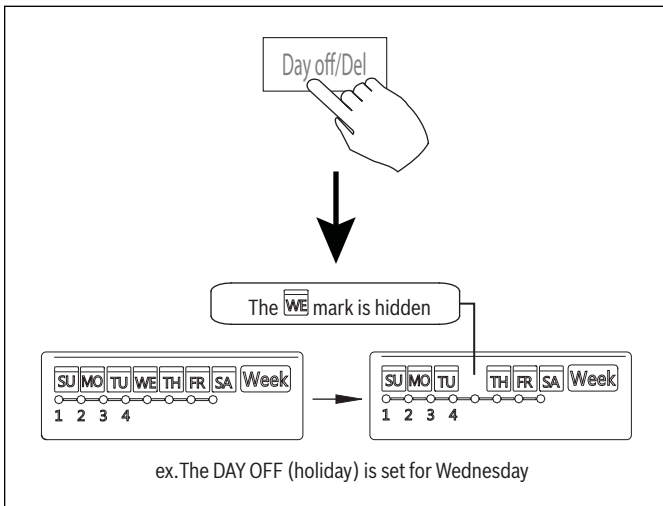 Day off/Del
The WE mark is hidden
SU MO TU WE TH FR SA Week
1 2 3 4
SU MO TU TH FR SA Week
1 2 3 4
ex.The DAY OFF (holiday) is set for Wednesday